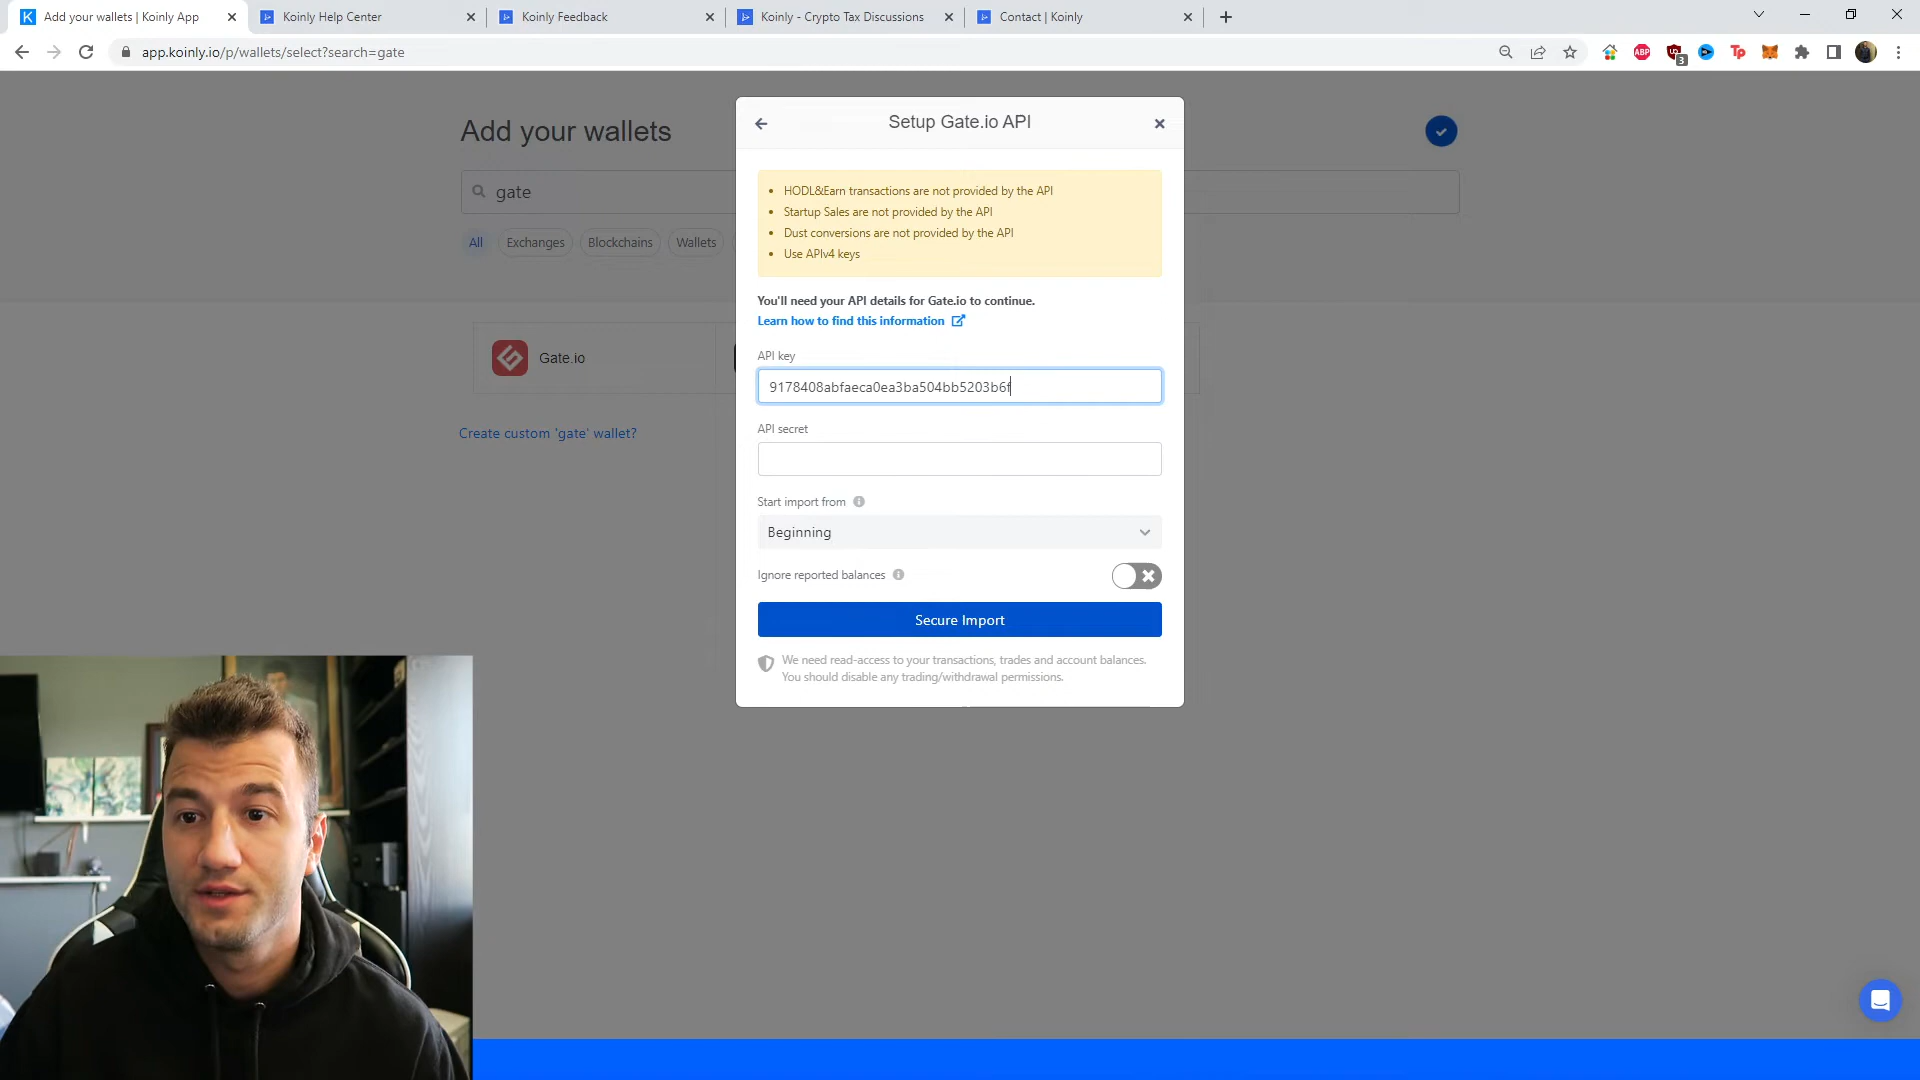 Add your wallets | Koinly App
Koinly Help Center
Koinly Feedback
Koinly - Crypto Tax Discussions
Contact | Koinly
app.koinly.io/p/wallets/select?search=gate
ABP
3
Tp
Add your wallets
gate
All
Exchanges
Blockchains
Wallets
Gate.io
Create custom 'gate' wallet?
Setup Gate.io API
HODL&Earn transactions are not provided by the API
Startup Sales are not provided by the API
Dust conversions are not provided by the API
Use APIv4 keys
You'll need your API details for Gate.io to continue.
Learn how to find this information
API key
9178408abfaeca0ea3ba504bb5203b6f
API secret
Start import from
Beginning
Ignore reported balances
Secure Import
We need read-access to your transactions, trades and account balances.
You should disable any trading/withdrawal permissions.